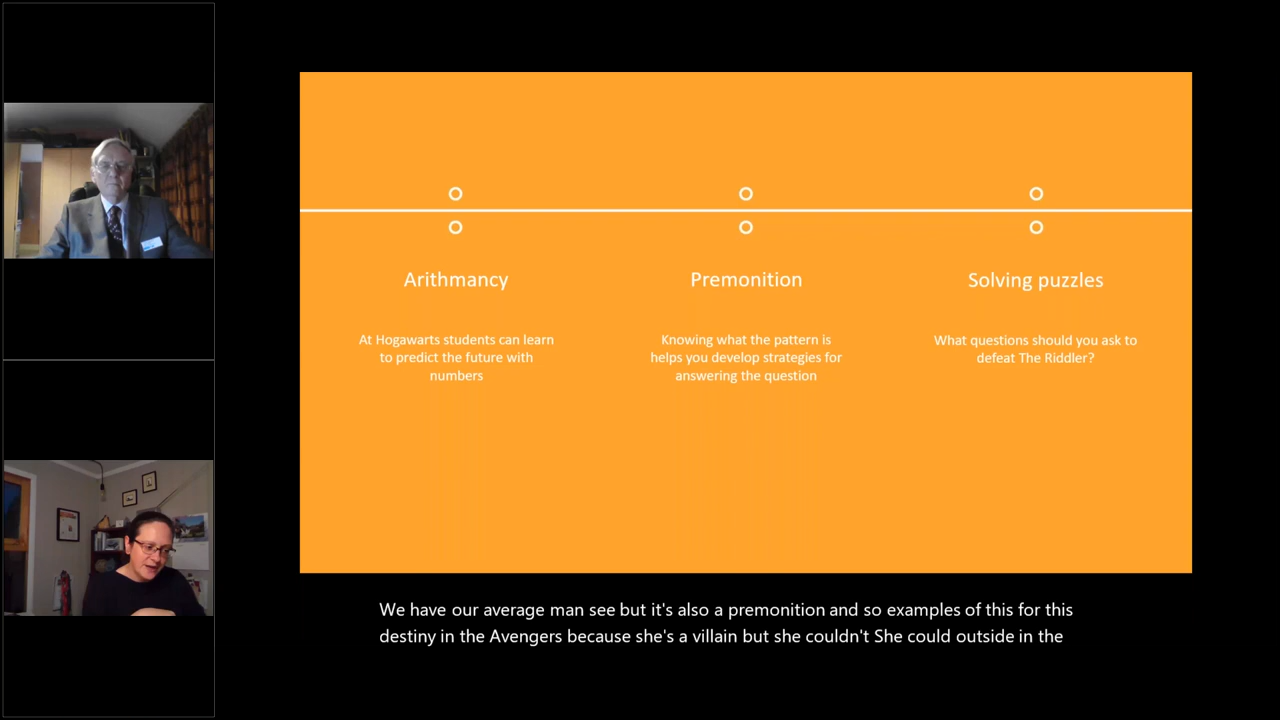 Arithmancy
At Hogawarts students can learn
to predict the future with
numbers
Premonition
Knowing what the pattern is
helps you develop strategies for
answering the question
Solving puzzles
What questions should you ask to
defeat The Riddler?
We have our average man see but it's also a premonition and so examples of this for this
destiny in the Avengers because she's a villain but she couldn't She could outside in the